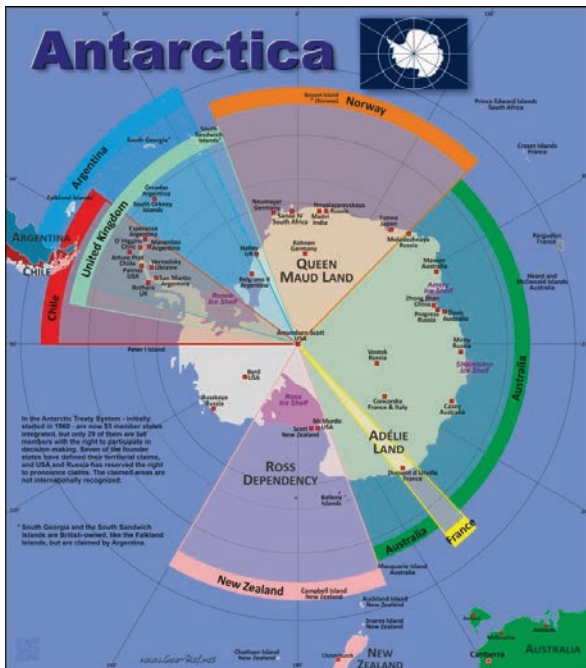 Antarctica
Bouvet Island
* (Norway)
Norway
Prince Edward Islands
South Africa
Crozet Islands
France
Kerguelen
France
Heard and
McDonald Islands
Australia
Argentina
South Georgia*
South
Sandwich
Islands*
United Kingdom
Falkland Islands*
ARGENTINA
CHILE
Chile
Orcadas
Argentina
South Orkney
Islands
Esperanza
Argentina
O'Higgins
Chile
Marambio
Argentina
Arturo Prat
Chile
Palmer
USA
Vernadsky
Ukraine
Rothera
UK
San Martin
Argentina
Halley
UK
Belgrano II
Argentina
Ronne
Ice Shelf
Neumayer
Germany
Sanae IV
South Africa
Maitri
India
Novolazarevskaya
Russia
Syowa
Japan
Molodezhnaya
Russia
Kohnen
Germany
QUEEN
MAUD LAND
Mawson
Australia
Amery
Ice Shelf
Zhong Shan
China
Progress
Russia
Davis
Australia
Mirny
Russia
Shackleton
Ice Shelf
Vostok
Russia
Concordia
France & Italy
Casey
Australia
Australia
Amundsen-Scott
USA
Peter I Island
Byrd
USA
Russkaya
Russia
Ross
Ice Shelf
McMurdo
USA
Scott
New Zealand
ADÉLIE
LAND
Dumont d'Urville
France
ROSS
DEPENDENCY
Balleny
Islands
France
Australia
Macquarie Island
Australia
New Zealand
Campbell Island
New Zealand
Auckland Island
New Zealand
Snares Island
New Zealand
Chatham Island
New Zealand
Christchurch
NEW
ZEALAND
Hobart
Melbourne
Adelaide
Canberra
AUSTRALIA
In the Antarctic Treaty System - initially
started in 1960 - are now 53 member states
integrated, but only 29 of them are full
members with the right to participate in
decision-making. Seven of the founder
states have defined their territorial claims,
and USA and Russia has reserved the right
to pronounce claims. The claimed areas are
not internationally recognized.
* South Georgia and the South Sandwich
Islands are British-owned, like the Falkland
Islands, but are claimed by Argentina.